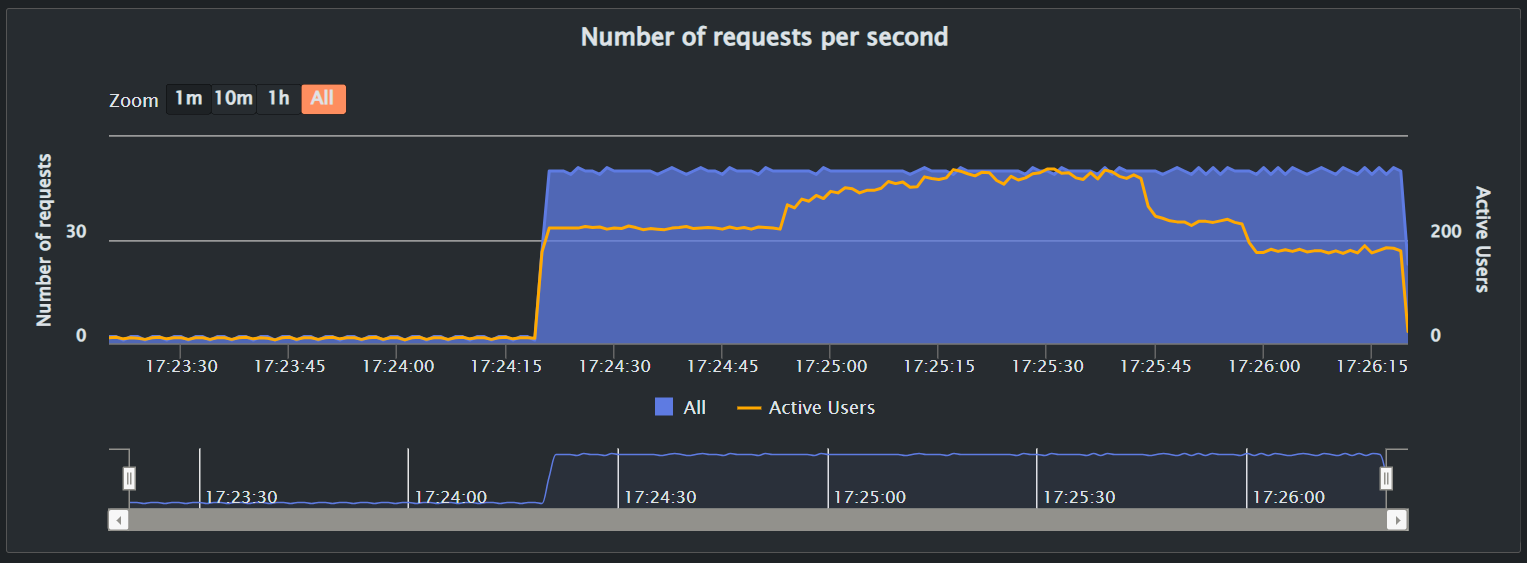 Number of requests per second
Zoom 1m 10m 1h All
Number of requests
30
0
200
0
Active Users
17:23:30 17:23:45 17:24:00 17:24:15 17:24:30 17:24:45 17:25:00 17:25:15 17:25:30 17:25:45 17:26:00 17:26:15
All Active Users
17:23:30 17:24:00 17:24:30 17:25:00 17:25:30 17:26:00